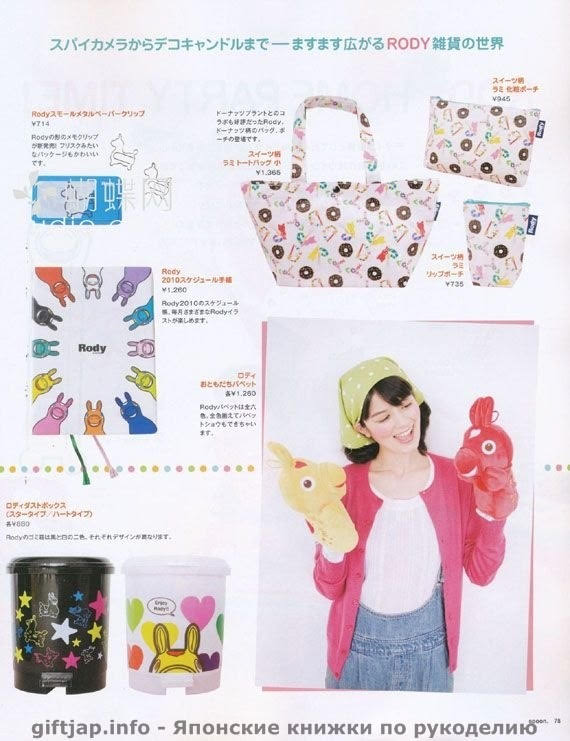 スパイカメラからデコキャンドルまで―ますます広がるRODY雑貨の世界
Rodyスモールメタルペーパークリップ
¥714
Rodyの形のメモクリップ
が新発売! フリスクみたい
なパッケージもかわいい
です。
ドーナッツプラントとのコ
ラボも好評だったRody。
ドーナッツ柄のバッグ、ポ
ーチの登場です。
スイーツ柄
ラミトートバッグ 小
¥1,365
スイーツ柄
ラミ 化粧ポーチ
¥945
Rody
スイーツ柄
ラミ
リップポーチ
¥735
Rody
Rody
2010スケジュール手帳
¥1,260
Rody2010のスケジュール
帳。毎月さまざまなRodyイラ
ストが楽しめます。
Rody
ロディ
おともだちパペット
各¥1,260
Rodyパペットは全六
色。全色揃えてパペ
ットショウもできちゃい
ます。
ロディダストボックス
(スタータイプ/ハートタイプ)
各¥880
Rodyのゴミ箱は黒と白の二色。それぞれデザインが異なります。
Enjoy
Rody!!
spoon. 78
giftjap.info - Японские книжки по рукоделию